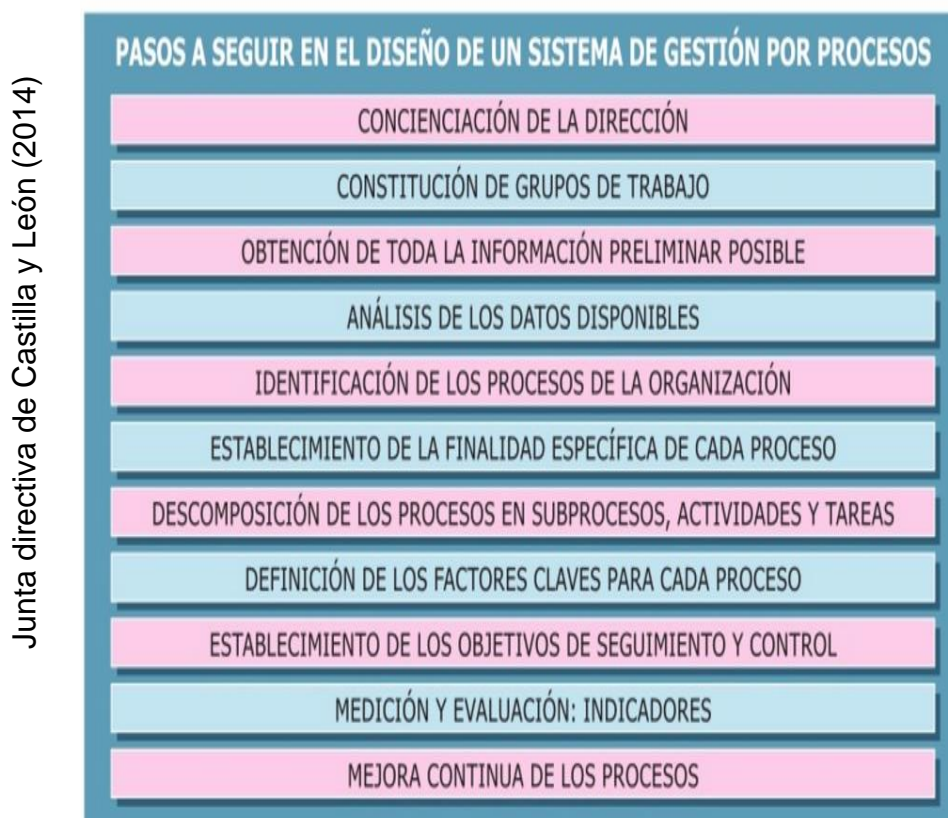 Junta directiva de Castilla y León (2014)
PASOS A SEGUIR EN EL DISEÑO DE UN SISTEMA DE GESTIÓN POR PROCESOS
CONCIENCIACIÓN DE LA DIRECCIÓN
CONSTITUCIÓN DE GRUPOS DE TRABAJO
OBTENCIÓN DE TODA LA INFORMACIÓN PRELIMINAR POSIBLE
ANÁLISIS DE LOS DATOS DISPONIBLES
IDENTIFICACIÓN DE LOS PROCESOS DE LA ORGANIZACIÓN
ESTABLECIMIENTO DE LA FINALIDAD ESPECÍFICA DE CADA PROCESO
DESCOMPOSICIÓN DE LOS PROCESOS EN SUBPROCESOS, ACTIVIDADES Y TAREAS
DEFINICIÓN DE LOS FACTORES CLAVES PARA CADA PROCESO
ESTABLECIMIENTO DE LOS OBJETIVOS DE SEGUIMIENTO Y CONTROL
MEDICIÓN Y EVALUACIÓN: INDICADORES
MEJORA CONTINUA DE LOS PROCESOS